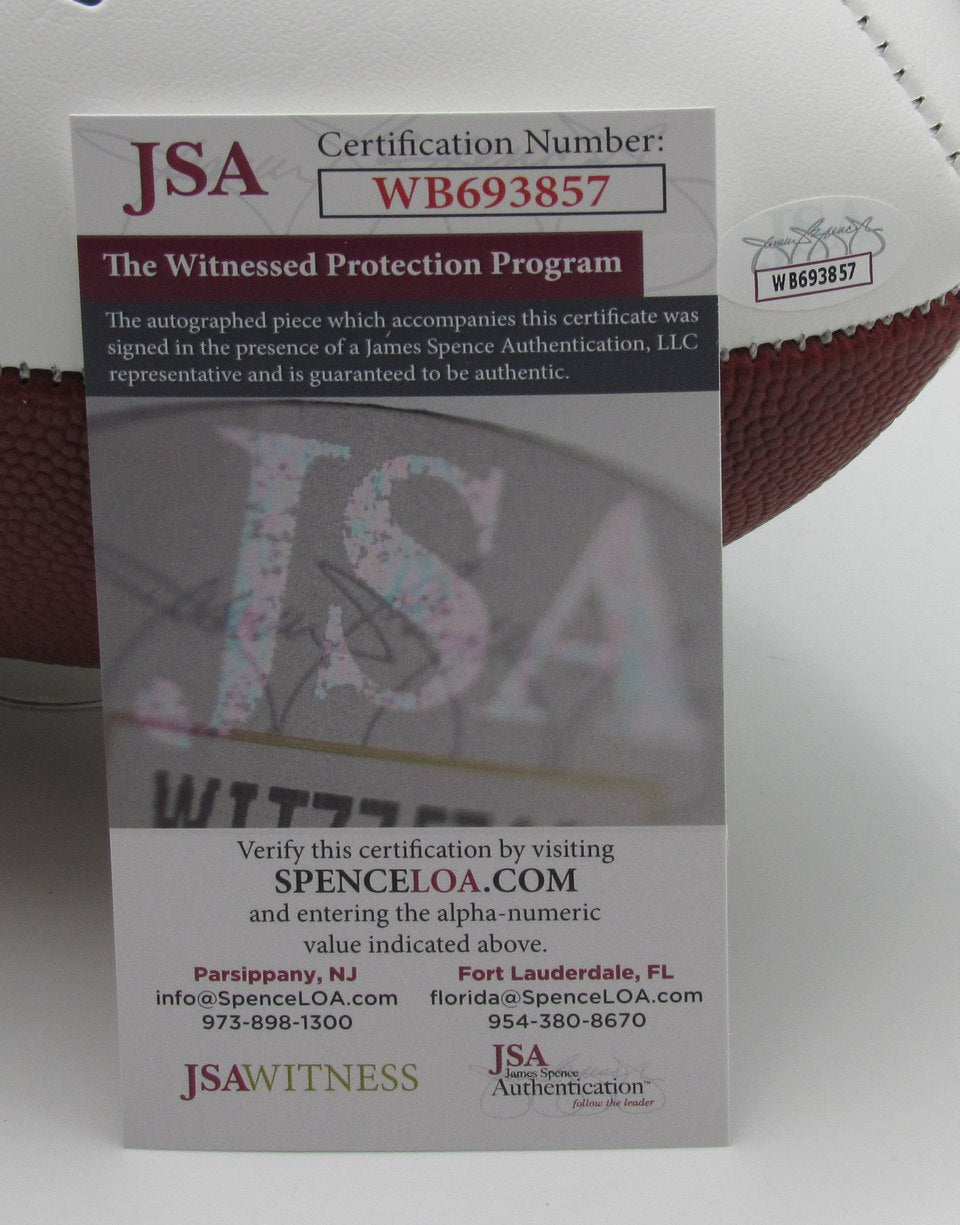 JSA
Certification Number:
WB693857
The Witnessed Protection Program
The autographed piece which accompanies this certificate was
signed in the presence of a James Spence Authentication, LLC
representative and is guaranteed to be authentic.
JSA
WB693857
JSA
Verify this certification by visiting
SPENCELOA.COM
and entering the alpha-numeric
value indicated above.
Parsippany, NJ
info@SpenceLOA.com
973-898-1300
Fort Lauderdale, FL
florida@SpenceLOA.com
954-380-8670
JSAWITNESS
JSA
James Spence
Authentication™
follow the leader